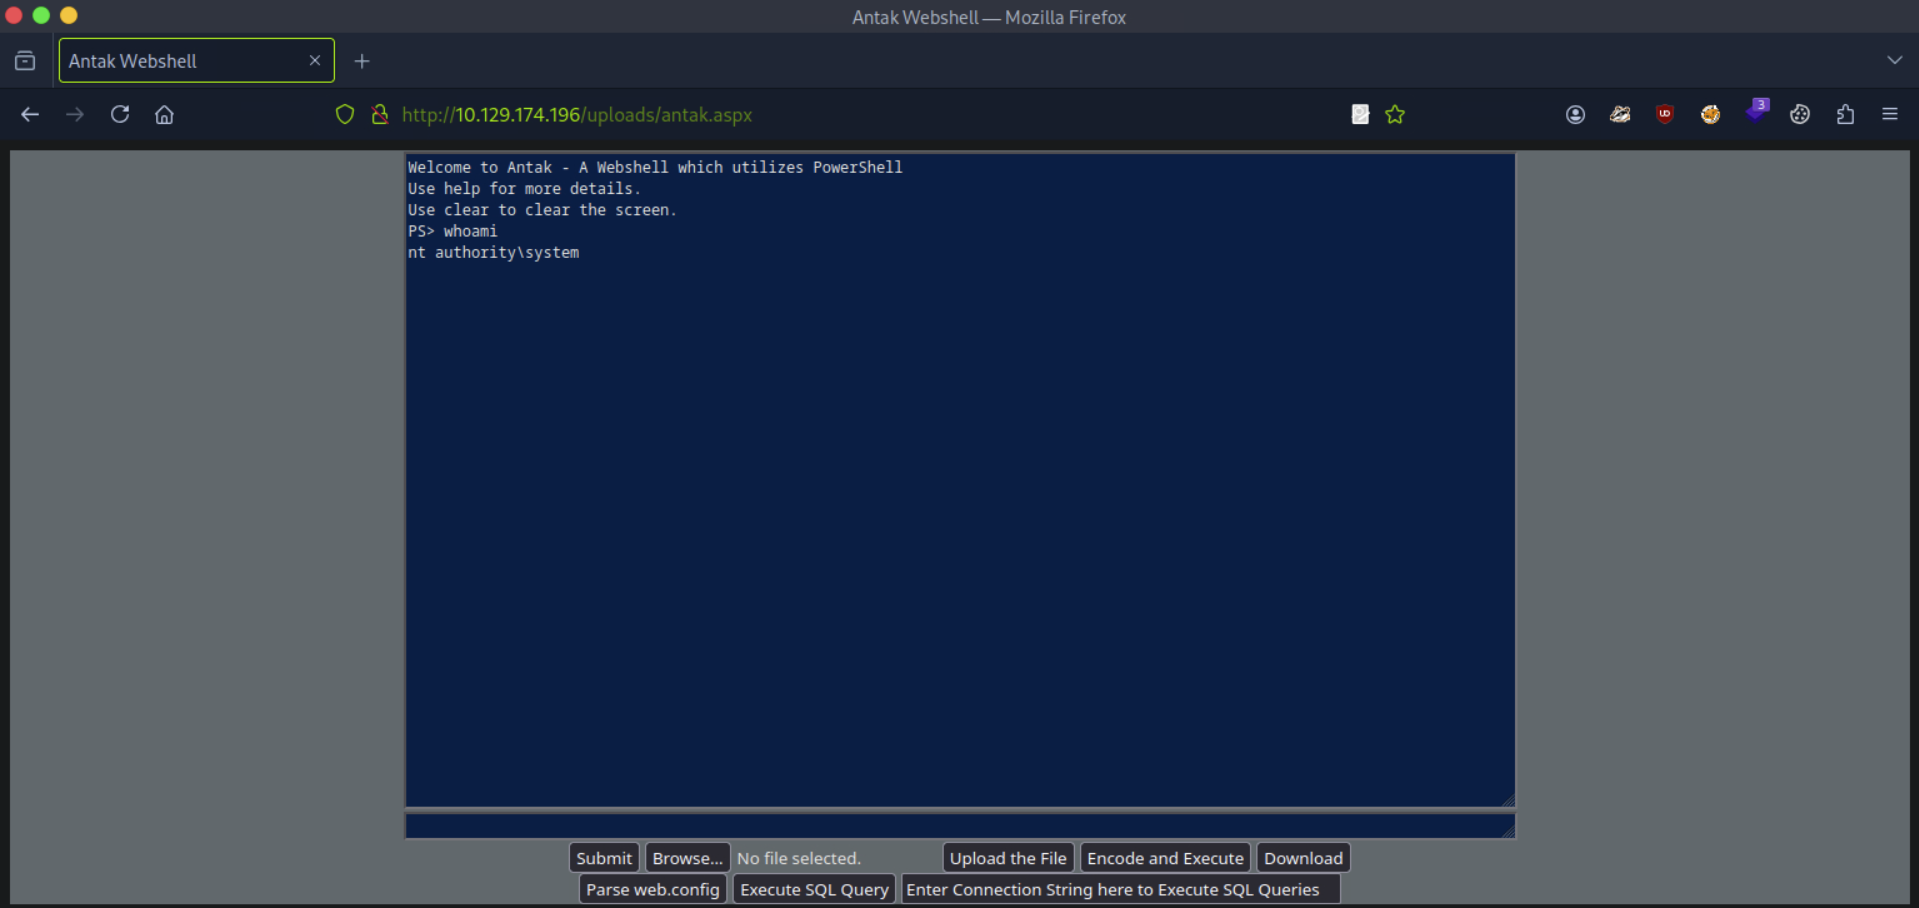 Antak Webshell — Mozilla Firefox
Antak Webshell
http://10.129.174.196/uploads/antak.aspx
3
Welcome to Antak - A Webshell which utilizes PowerShell
Use help for more details.
Use clear to clear the screen.
PS> whoami
nt authority\system
Submit Browse... No file selected. Upload the File Encode and Execute Download
Parse web.config Execute SQL Query Enter Connection String here to Execute SQL Queries